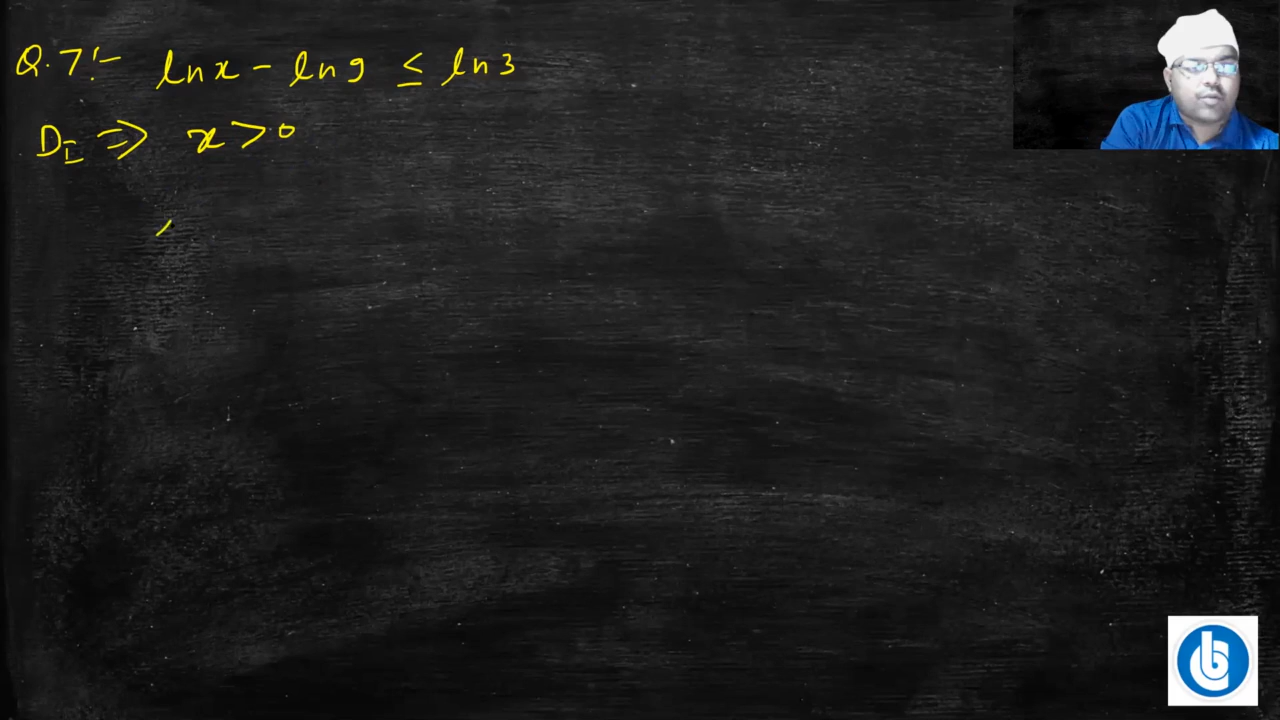 Q.7:- ln x - ln 9 ≤ ln 3
D_I ⇒ x > 0